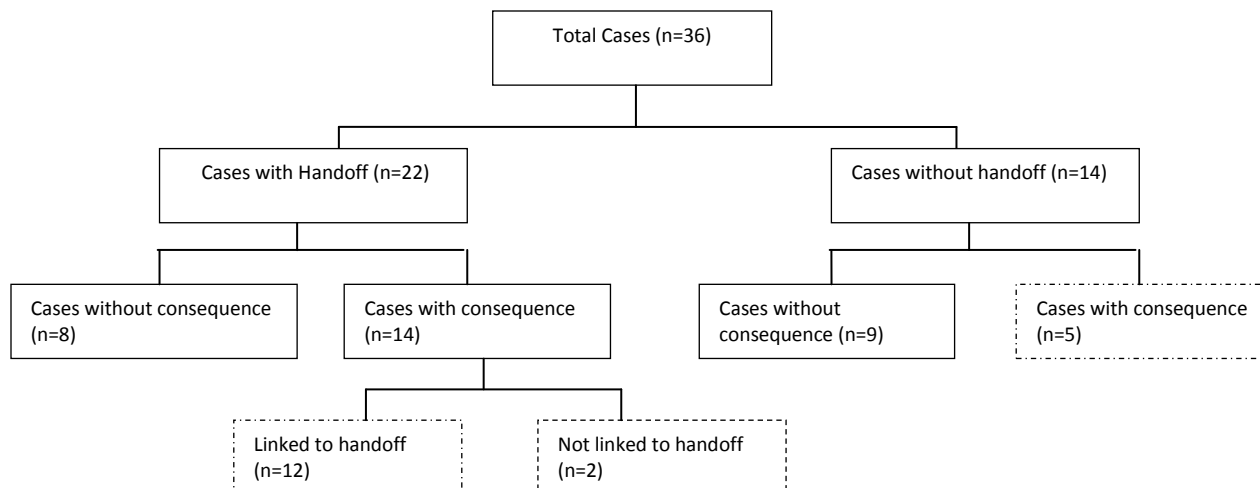 Total Cases (n=36)
Cases with Handoff (n=22)
Cases without handoff (n=14)
Cases without consequence
(n=8)
Cases with consequence
(n=14)
Cases without
consequence (n=9)
Cases with consequence
(n=5)
Linked to handoff
(n=12)
Not linked to handoff
(n=2)